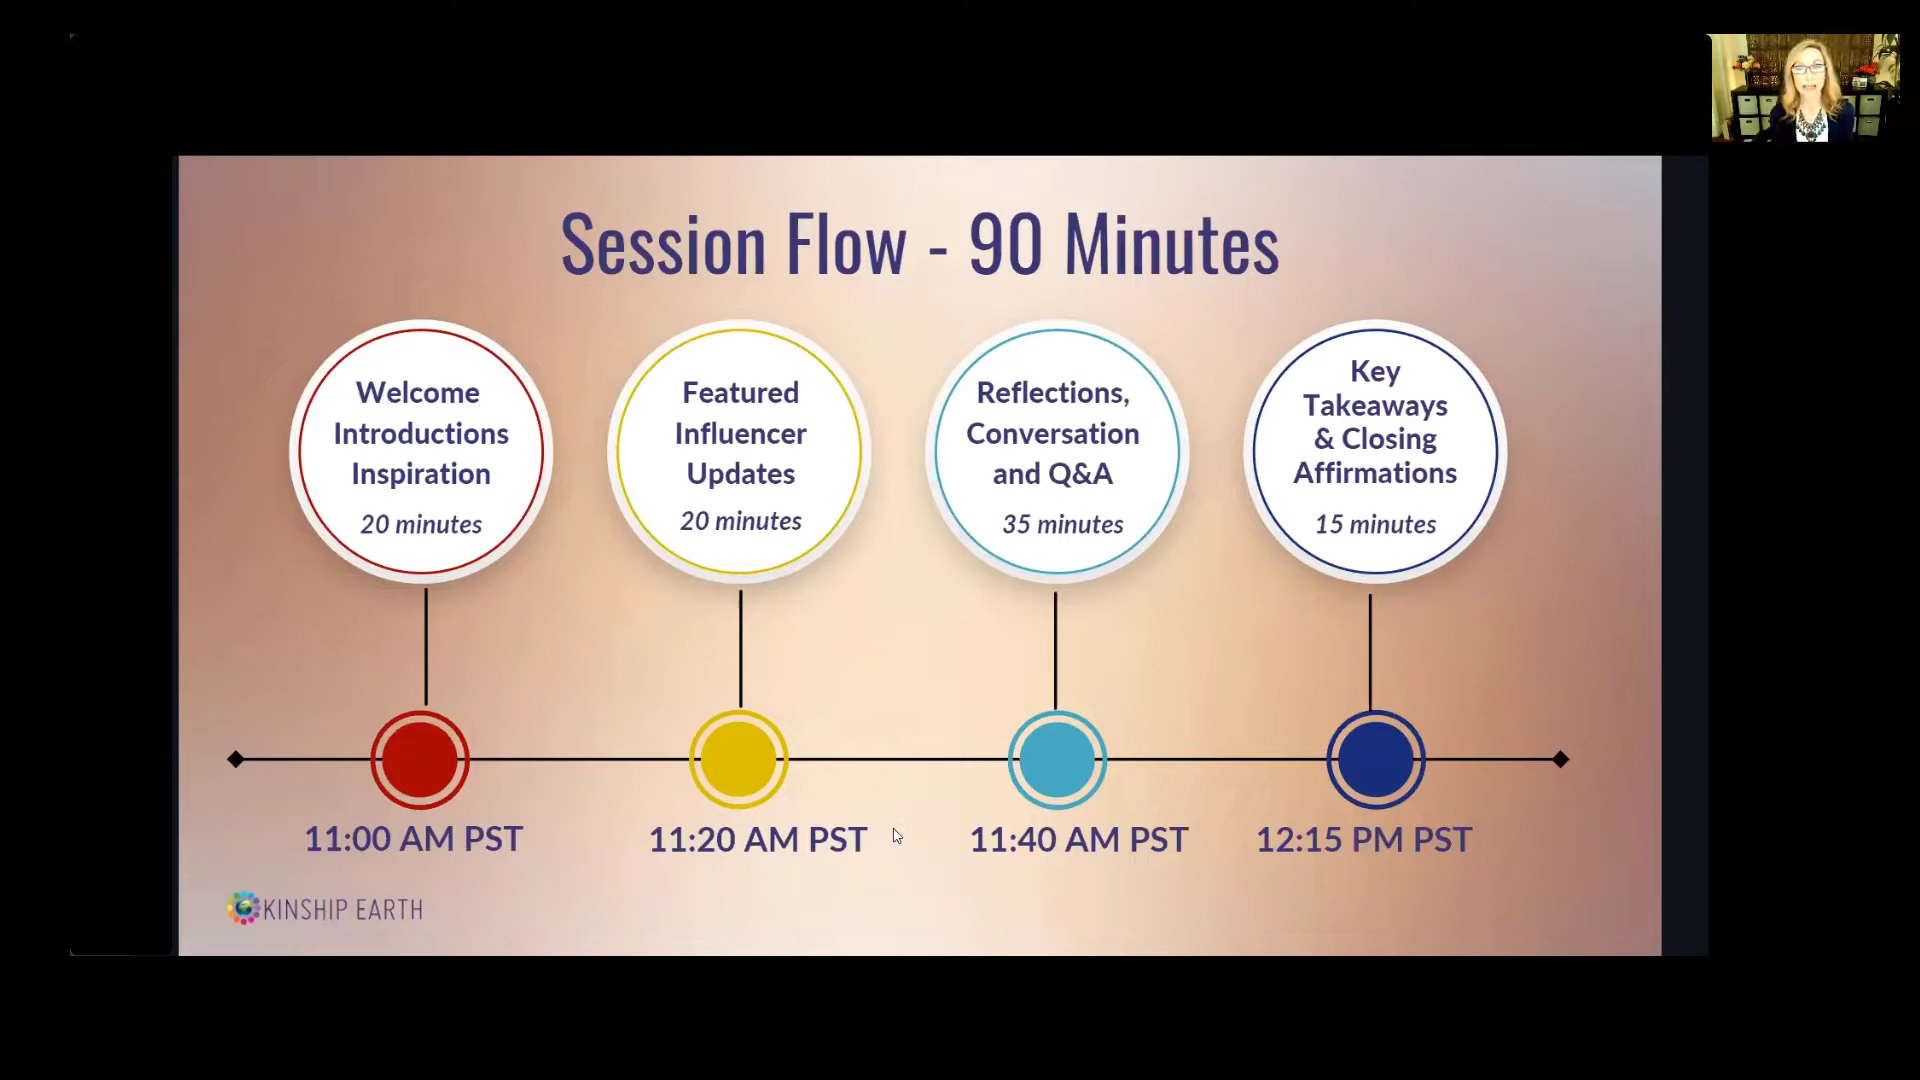 Session Flow - 90 Minutes
Welcome
Introductions
Inspiration
20 minutes
Featured
Influencer
Updates
20 minutes
Reflections,
Conversation
and Q&A
35 minutes
Key
Takeaways
& Closing
Affirmations
15 minutes
11:00 AM PST
11:20 AM PST
11:40 AM PST
12:15 PM PST
KINSHIP EARTH